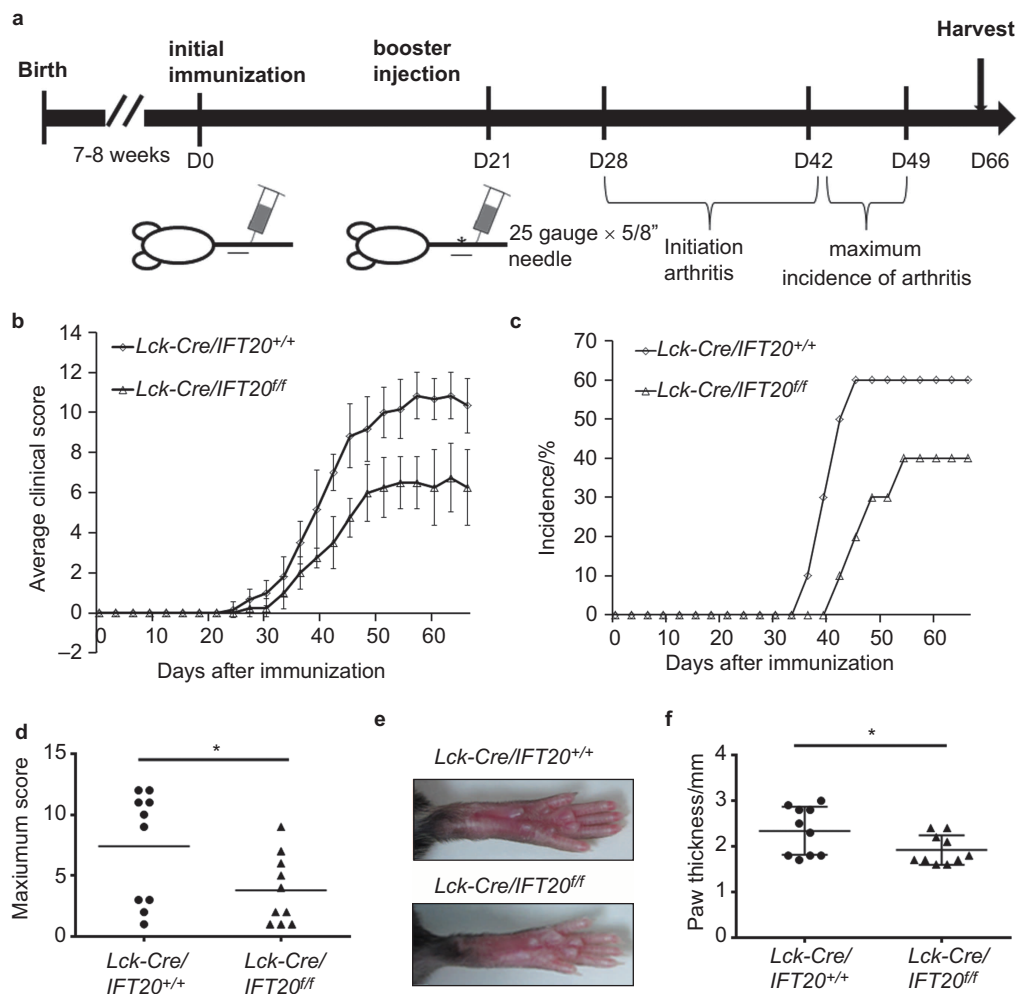 a
Harvest
initial
immunization
booster
injection
Birth
7-8 weeks
D0
D21
D28
D42
D49
D66
25 gauge × 5/8”
needle
Initiation
arthritis
maximum
incidence of arthritis
b
14
12
10
8
6
4
2
0
–2
Average clinical score
Lck-Cre/IFT20+/+
Lck-Cre/IFT20f/f
0 10 20 30 40 50 60
Days after immunization
c
70
60
50
40
30
20
10
0
Incidence/%
Lck-Cre/IFT20+/+
Lck-Cre/IFT20f/f
0 10 20 30 40 50 60
Days after immunization
d
15
10
5
0
Maxiumum score
*
Lck-Cre/
IFT20+/+
Lck-Cre/
IFT20f/f
e
Lck-Cre/IFT20+/+
Lck-Cre/IFT20f/f
f
4
3
2
1
0
Paw thickness/mm
*
Lck-Cre/
IFT20+/+
Lck-Cre/
IFT20f/f